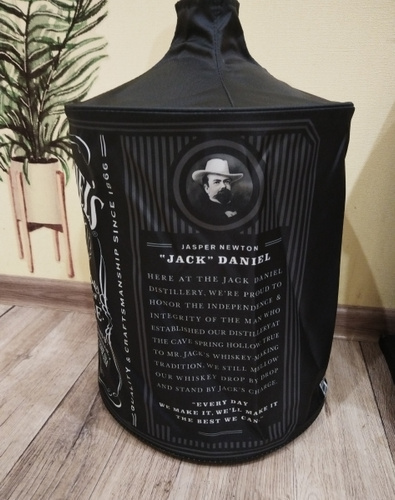 JASPER NEWTON
"JACK" DANIEL
HERE AT THE JACK DANIEL
DISTILLERY, WE'RE PROUD TO
HONOR THE INDEPENDENCE &
INTEGRITY OF THE MAN WHO
ESTABLISHED OUR DISTILLERY AT
THE CAVE SPRING HOLLOW. TRUE
TO MR. JACK'S WHISKEY-MAKING
TRADITION, WE STILL MELLOW
OUR WHISKEY DROP BY DROP
AND STAND BY JACK'S CHARGE,
"EVERY DAY
WE MAKE IT, WE'LL MAKE IT
THE BEST WE CAN"
QUALITY & CRAFTSMANSHIP SINCE 1866